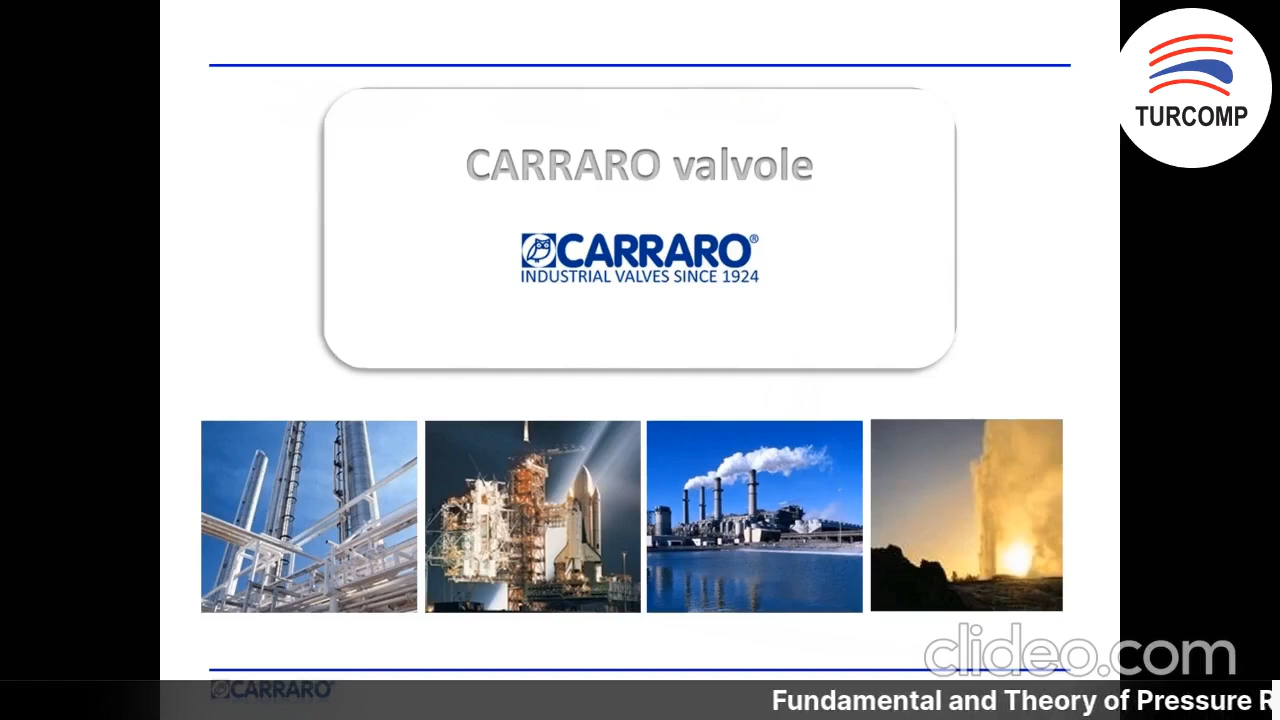 TURCOMP
CARRARO valvole
CARRARO®
INDUSTRIAL VALVES SINCE 1924
clideo.com
CARRARO
Fundamental and Theory of Pressure R